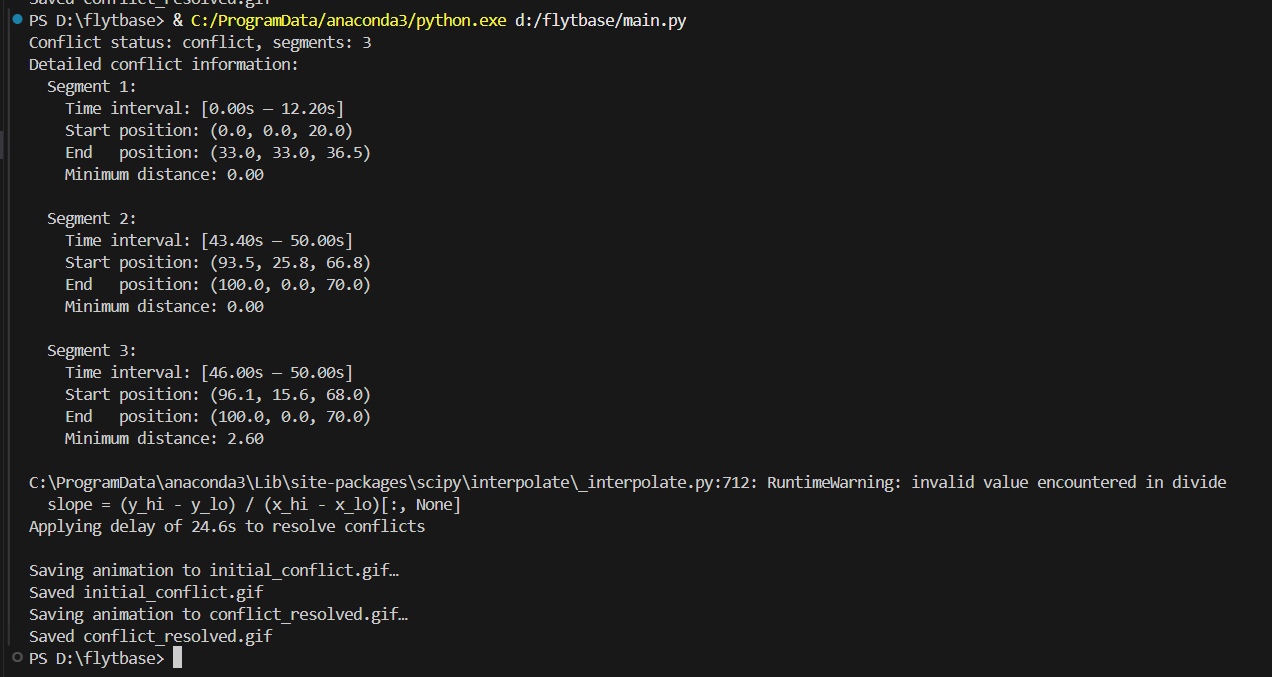 Saved conflict_resolved.gif
PS D:\flytbase> & C:/ProgramData/anaconda3/python.exe d:/flytbase/main.py
Conflict status: conflict, segments: 3
Detailed conflict information:
  Segment 1:
    Time interval: [0.00s – 12.20s]
    Start position: (0.0, 0.0, 20.0)
    End   position: (33.0, 33.0, 36.5)
    Minimum distance: 0.00

  Segment 2:
    Time interval: [43.40s – 50.00s]
    Start position: (93.5, 25.8, 66.8)
    End   position: (100.0, 0.0, 70.0)
    Minimum distance: 0.00

  Segment 3:
    Time interval: [46.00s – 50.00s]
    Start position: (96.1, 15.6, 68.0)
    End   position: (100.0, 0.0, 70.0)
    Minimum distance: 2.60

C:\ProgramData\anaconda3\Lib\site-packages\scipy\interpolate\_interpolate.py:712: RuntimeWarning: invalid value encountered in divide
  slope = (y_hi - y_lo) / (x_hi - x_lo)[:, None]
Applying delay of 24.6s to resolve conflicts

Saving animation to initial_conflict.gif…
Saved initial_conflict.gif
Saving animation to conflict_resolved.gif…
Saved conflict_resolved.gif
PS D:\flytbase>